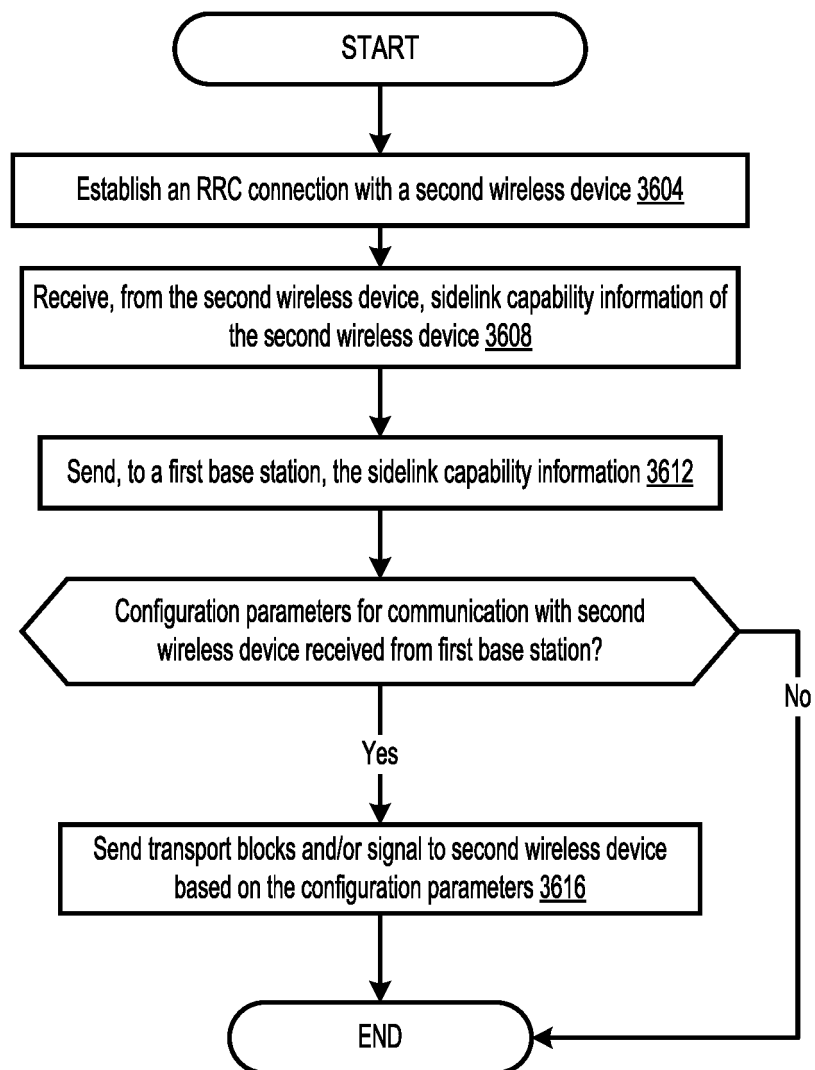 START
Establish an RRC connection with a second wireless device 3604
Receive, from the second wireless device, sidelink capability information of
the second wireless device 3608
Send, to a first base station, the sidelink capability information 3612
Configuration parameters for communication with second
wireless device received from first base station?
No
Yes
Send transport blocks and/or signal to second wireless device
based on the configuration parameters 3616
END